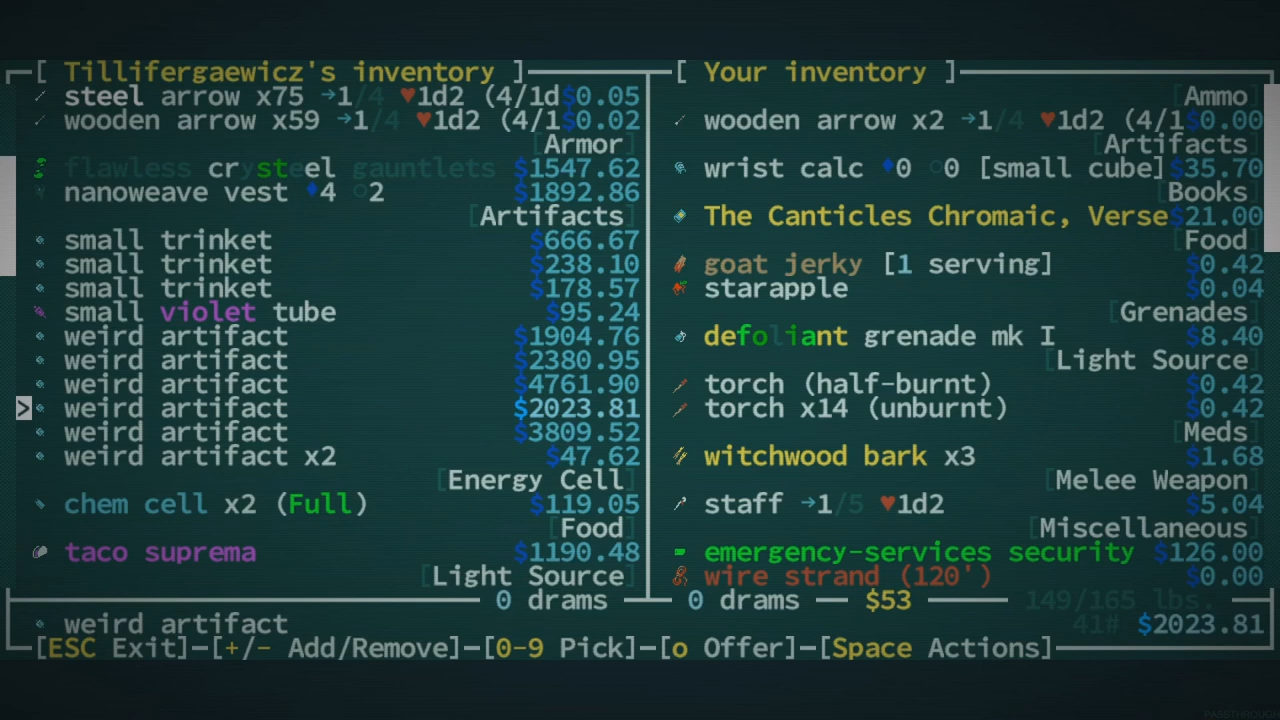 [ Tillifergaewicz's inventory ]
steel arrow x75 →1/4 ♥1d2 (4/1d$0.05
wooden arrow x59 →1/4 ♥1d2 (4/1$0.02
[Armor]
flawless crysteel gauntlets $1547.62
nanoweave vest ♦4 ○2 $1892.86
[Artifacts]
small trinket $666.67
small trinket $238.10
small trinket $178.57
small violet tube $95.24
weird artifact $1904.76
weird artifact $2380.95
weird artifact $4761.90
> weird artifact $2023.81
weird artifact $3809.52
weird artifact x2 $47.62
[Energy Cell]
chem cell x2 (Full) $119.05
[Food]
taco suprema $1190.48
[Light Source]
0 drams
[ Your inventory ]
[Ammo]
wooden arrow x2 →1/4 ♥1d2 (4/1$0.00
[Artifacts]
wrist calc ♦0 ○0 [small cube]$35.70
[Books]
The Canticles Chromaic, Verse$21.00
[Food]
goat jerky [1 serving] $0.42
starapple $0.04
[Grenades]
defoliant grenade mk I $8.40
[Light Source]
torch (half-burnt) $0.42
torch x14 (unburnt) $0.42
[Meds]
witchwood bark x3 $1.68
[Melee Weapon]
staff →1/5 ♥1d2 $5.04
[Miscellaneous]
emergency-services security $126.00
wire strand (120') $0.00
0 drams — $53 — 149/165 lbs.
weird artifact 41# $2023.81
[ESC Exit]-[+/- Add/Remove]-[0-9 Pick]-[o Offer]-[Space Actions]